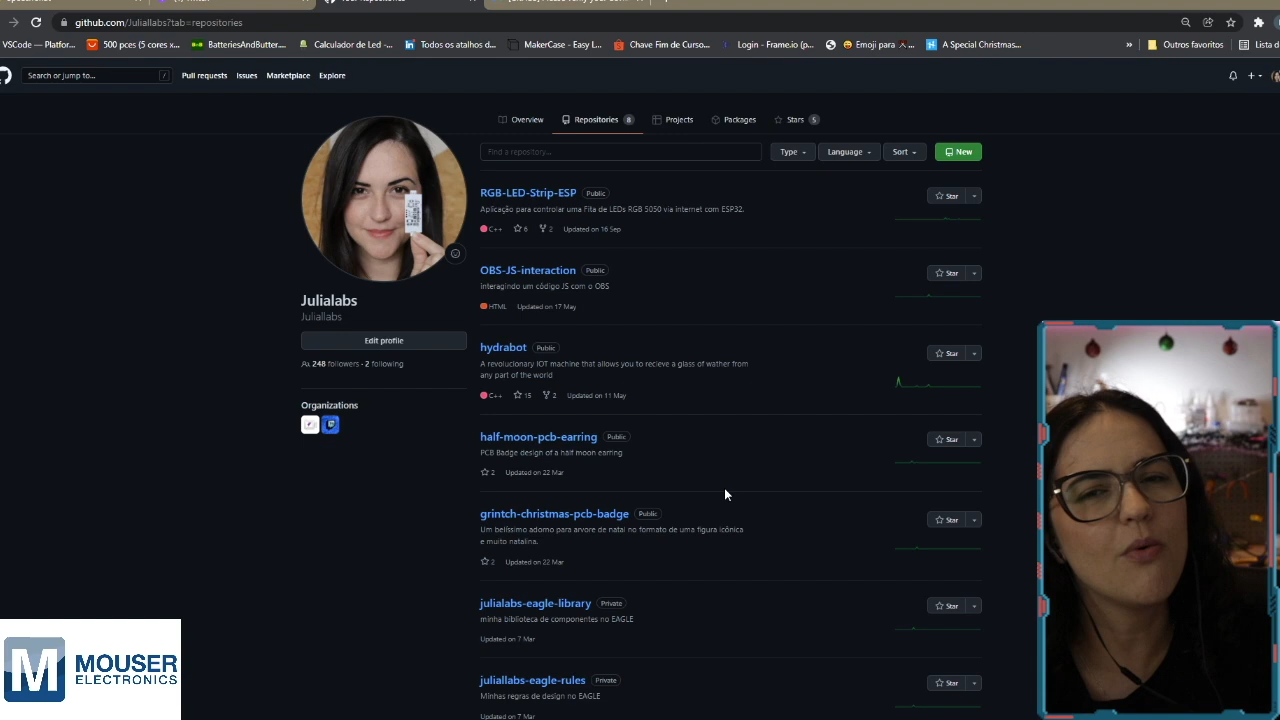 github.com/Juliallabs?tab=repositories
VSCode — Platfor...
500 pces (5 cores x...
BatteriesAndButter...
Calculador de Led -...
Todos os atalhos d...
MakerCase - Easy L...
Chave Fim de Curso...
Login - Frame.io (p...
Emoji para
A Special Christmas...
»
Outros favoritos
Lista d
Search or jump to...
/
Pull requests
Issues
Marketplace
Explore
Overview
Repositories 8
Projects
Packages
Stars 5
Find a repository...
Type
Language
Sort
New
RGB-LED-Strip-ESP Public
Star
Aplicação para controlar uma Fita de LEDs RGB 5050 via internet com ESP32.
C++ 6 2 Updated on 16 Sep
OBS-JS-interaction Public
Star
interagindo um código JS com o OBS
HTML Updated on 17 May
Julialabs
Juliallabs
Edit profile
248 followers · 2 following
Organizations
hydrabot Public
Star
A revolucionary IOT machine that allows you to recieve a glass of wather from
any part of the world
C++ 15 2 Updated on 11 May
half-moon-pcb-earring Public
Star
PCB Badge design of a half moon earring
2 Updated on 22 Mar
grintch-christmas-pcb-badge Public
Star
Um belíssimo adorno para arvore de natal no formato de uma figura icônica
e muito natalina.
2 Updated on 22 Mar
julialabs-eagle-library Private
Star
minha biblioteca de componentes no EAGLE
Updated on 7 Mar
juliallabs-eagle-rules Private
Star
Minhas regras de design no EAGLE
Updated on 7 Mar
M MOUSER
ELECTRONICS